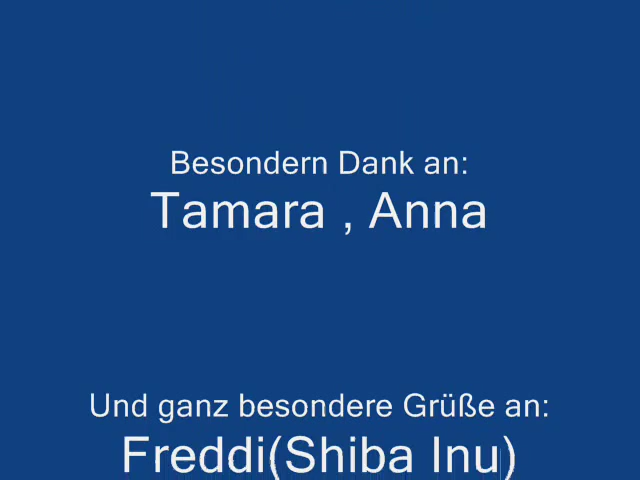 Besondern Dank an:
Tamara , Anna
Und ganz besondere Grüße an:
Freddi(Shiba Inu)